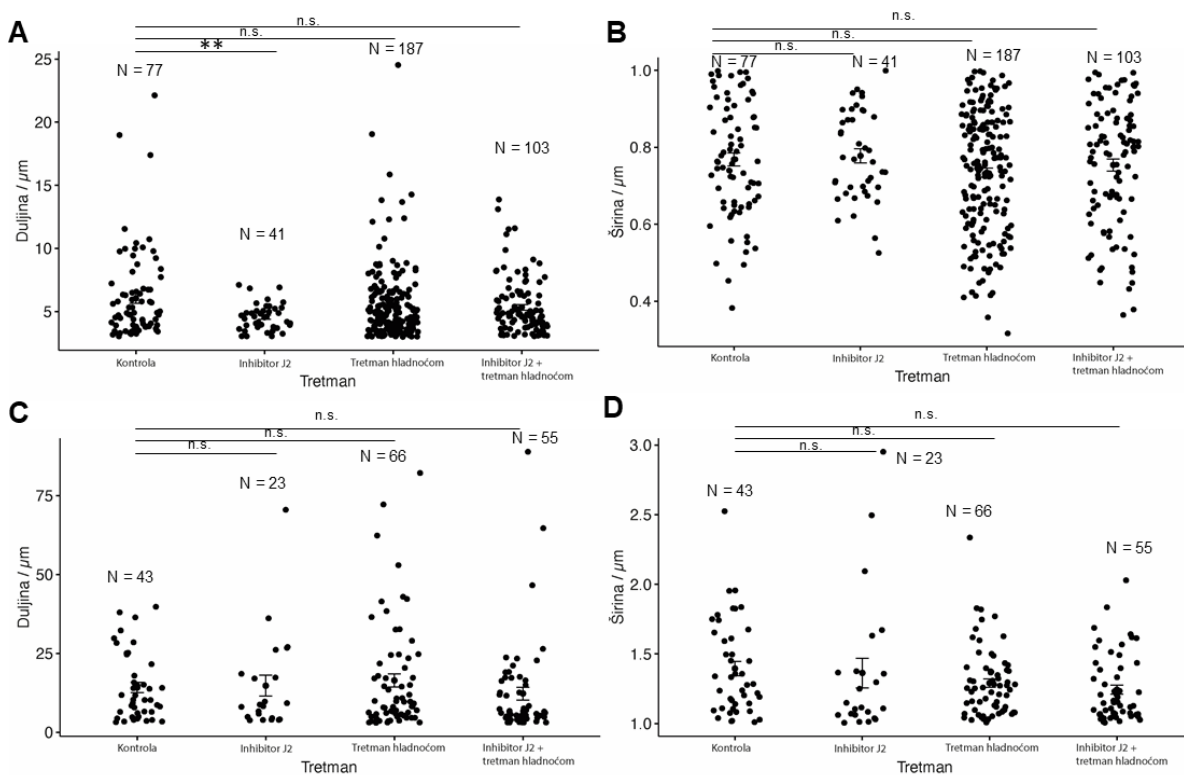 A
n.s.
n.s.
**
N = 77
N = 41
N = 187
N = 103
25
20
15
10
5
Duljina / µm
Kontrola
Inhibitor J2
Tretman hladnoćom
Inhibitor J2 +
tretman hladnoćom
Tretman
B
n.s.
n.s.
n.s.
N = 77
N = 41
N = 187
N = 103
1.0
0.8
0.6
0.4
Širina / µm
Kontrola
Inhibitor J2
Tretman hladnoćom
Inhibitor J2 +
tretman hladnoćom
Tretman
C
n.s.
n.s.
n.s.
N = 43
N = 23
N = 66
N = 55
75
50
25
0
Duljina / µm
Kontrola
Inhibitor J2
Tretman hladnoćom
Inhibitor J2 +
tretman hladnoćom
Tretman
D
n.s.
n.s.
n.s.
N = 43
N = 23
N = 66
N = 55
3.0
2.5
2.0
1.5
1.0
Širina / µm
Kontrola
Inhibitor J2
Tretman hladnoćom
Inhibitor J2 +
tretman hladnoćom
Tretman